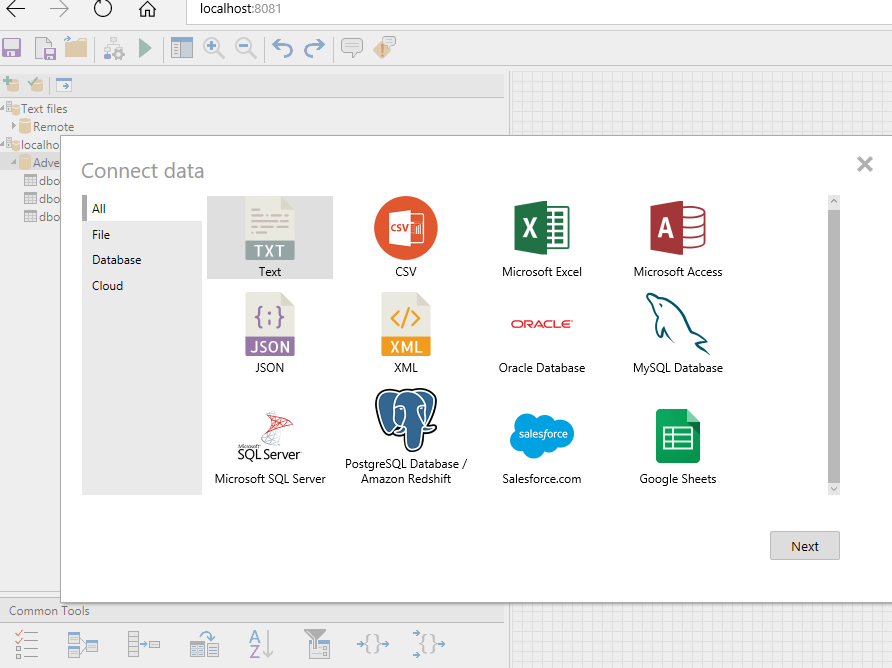 localhost:8081
Text files
Remote
localho
Adve
dbo
dbo
dbo
Connect data
All
File
Database
Cloud
TXT
Text
CSV
CSV
Microsoft Excel
Microsoft Access
{;} JSON
JSON
</> XML
XML
ORACLE
Oracle Database
MySQL Database
Microsoft
SQL Server
Microsoft SQL Server
PostgreSQL Database /
Amazon Redshift
salesforce
Salesforce.com
Google Sheets
Next
Common Tools
A
Z